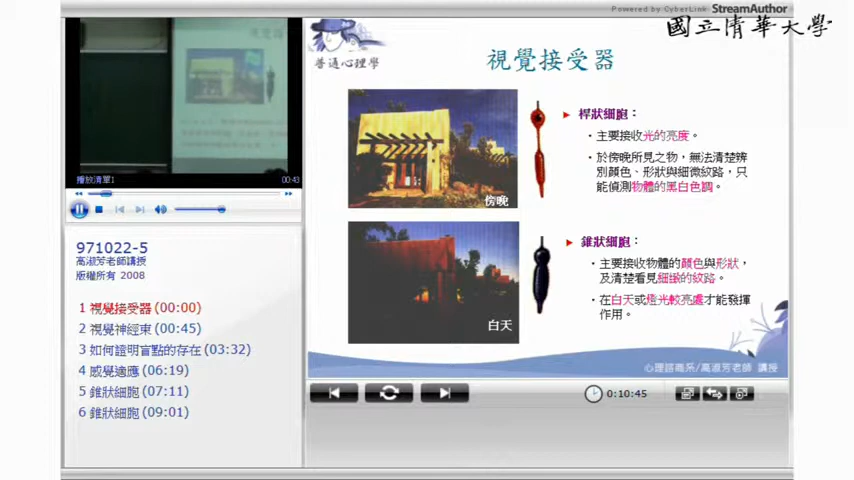 Powered by CyberLink StreamAuthor
國立清華大學
普通心理學
視覺接受器
桿狀細胞：
・主要接收光的亮度。
・於傍晚所見之物，無法清楚辨
別顏色、形狀與細微紋路，只
能偵測物體的黑白色調。
傍晚
錐狀細胞：
・主要接收物體的顏色與形狀，
及清楚看見細緻的紋路。
・在白天或燈光較亮處才能發揮
作用。
白天
心理諮商系/高淑芳老師 講授
播放清單1
00:43
971022-5
高淑芳老師講授
版權所有 2008
1 視覺接受器 (00:00)
2 視覺神經束 (00:45)
3 如何證明盲點的存在 (03:32)
4 感覺適應 (06:19)
5 錐狀細胞 (07:11)
6 錐狀細胞 (09:01)
0:10:45